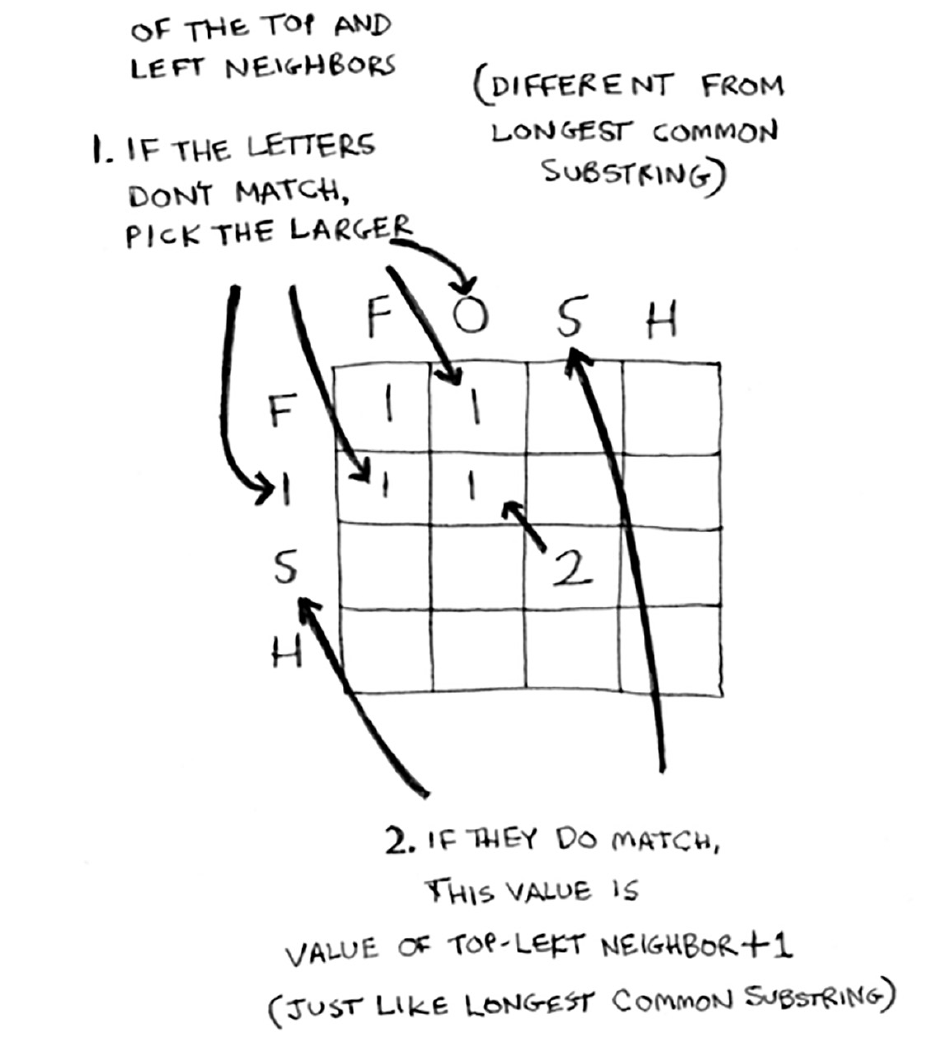 OF THE TOP AND
LEFT NEIGHBORS
(DIFFERENT FROM
LONGEST COMMON
SUBSTRING)
1. IF THE LETTERS
DON'T MATCH,
PICK THE LARGER
F O S H
F 1 1
I 1 1
S 2
H
2. IF THEY DO MATCH,
THIS VALUE IS
VALUE OF TOP-LEFT NEIGHBOR+1
(JUST LIKE LONGEST COMMON SUBSTRING)